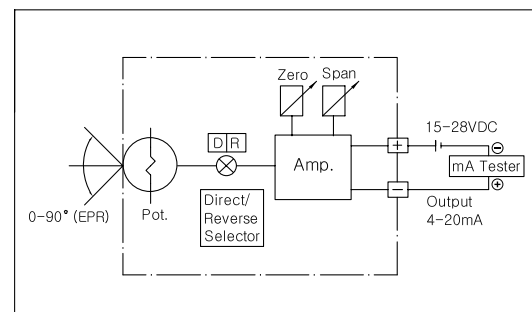 Zero Span
15-28VDC
D R
+
⊖
Amp.
mA Tester
−
⊕
0-90° (EPR)
Pot.
Direct/
Reverse
Selector
Output
4-20mA